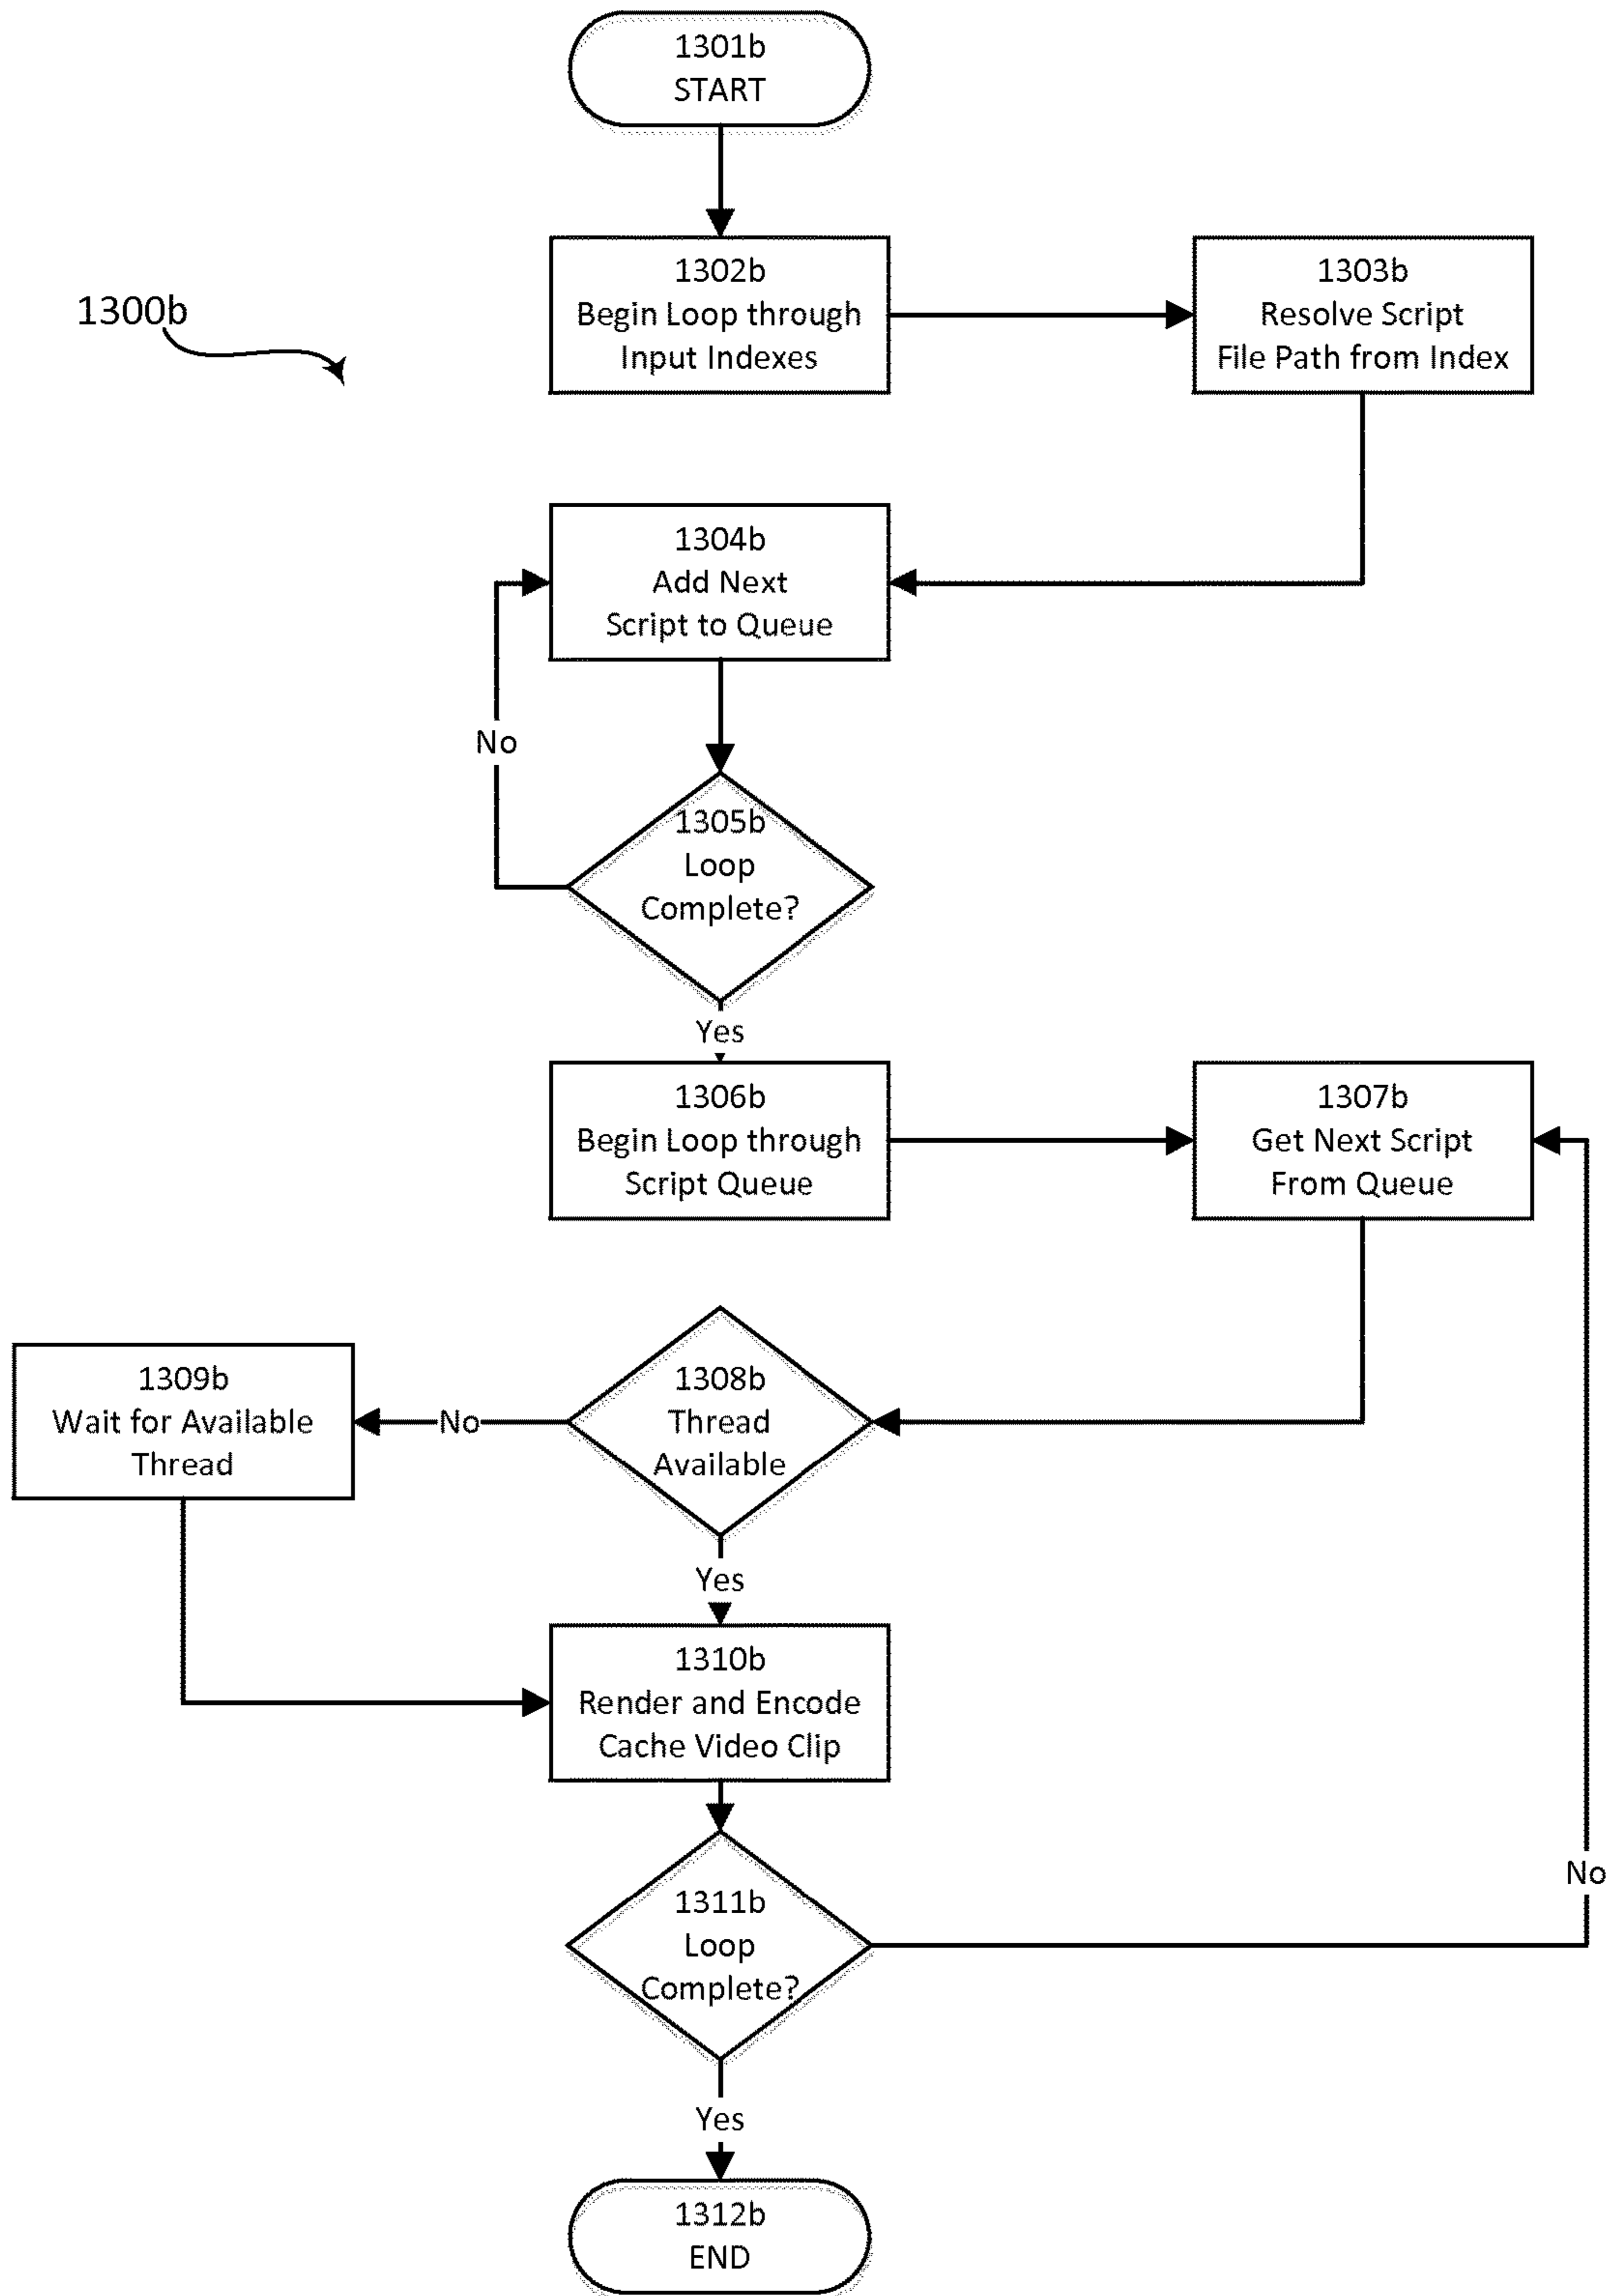 1301b
START
1300b
1302b
Begin Loop through
Input Indexes
1303b
Resolve Script
File Path from Index
1304b
Add Next
Script to Queue
No
1305b
Loop
Complete?
Yes
1306b
Begin Loop through
Script Queue
1307b
Get Next Script
From Queue
1308b
Thread
Available
No
1309b
Wait for Available
Thread
Yes
1310b
Render and Encode
Cache Video Clip
1311b
Loop
Complete?
No
Yes
1312b
END